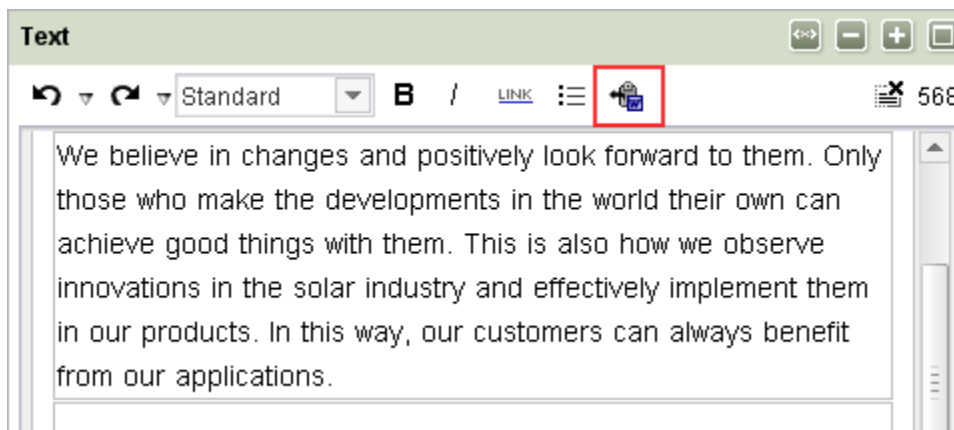 Text
Standard B I LINK W 568
We believe in changes and positively look forward to them. Only
those who make the developments in the world their own can
achieve good things with them. This is also how we observe
innovations in the solar industry and effectively implement them
in our products. In this way, our customers can always benefit
from our applications.